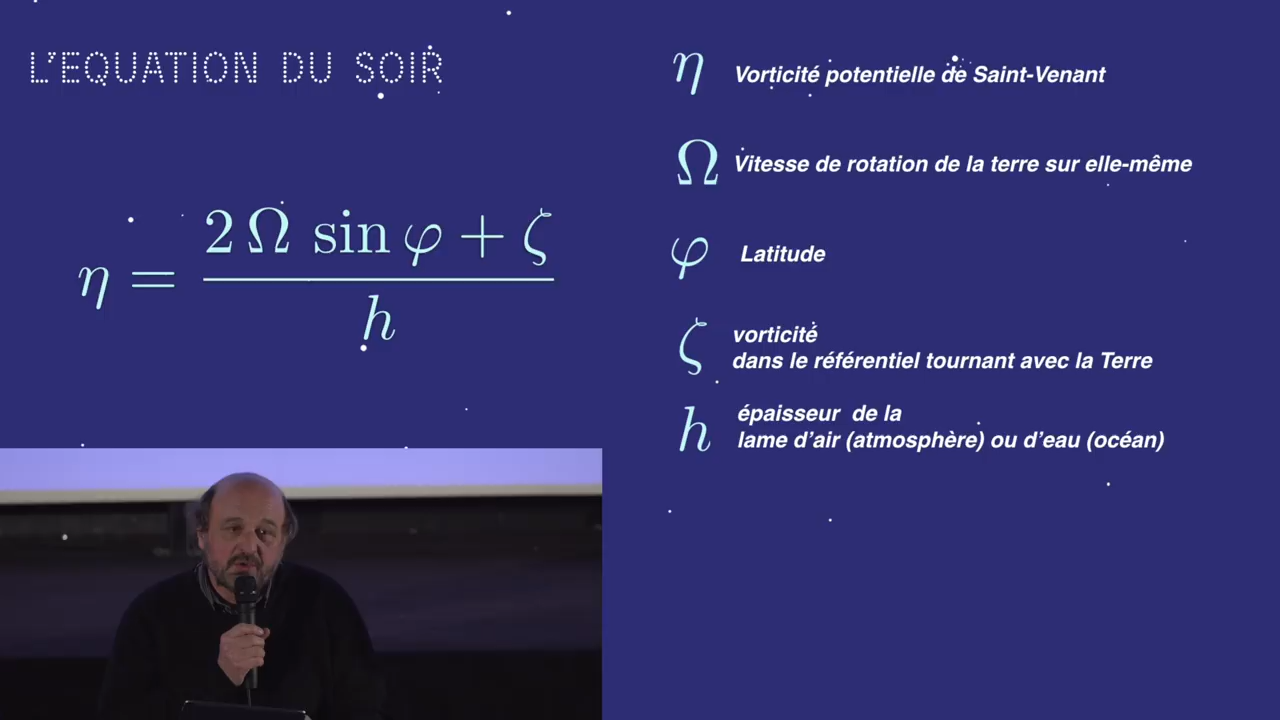 L'EQUATION DU SOIR
η = (2 Ω sin φ + ζ) / h
η Vorticité potentielle de Saint-Venant
Ω Vitesse de rotation de la terre sur elle-même
φ Latitude
ζ vorticité
dans le référentiel tournant avec la Terre
h épaisseur de la
lame d'air (atmosphère) ou d'eau (océan)